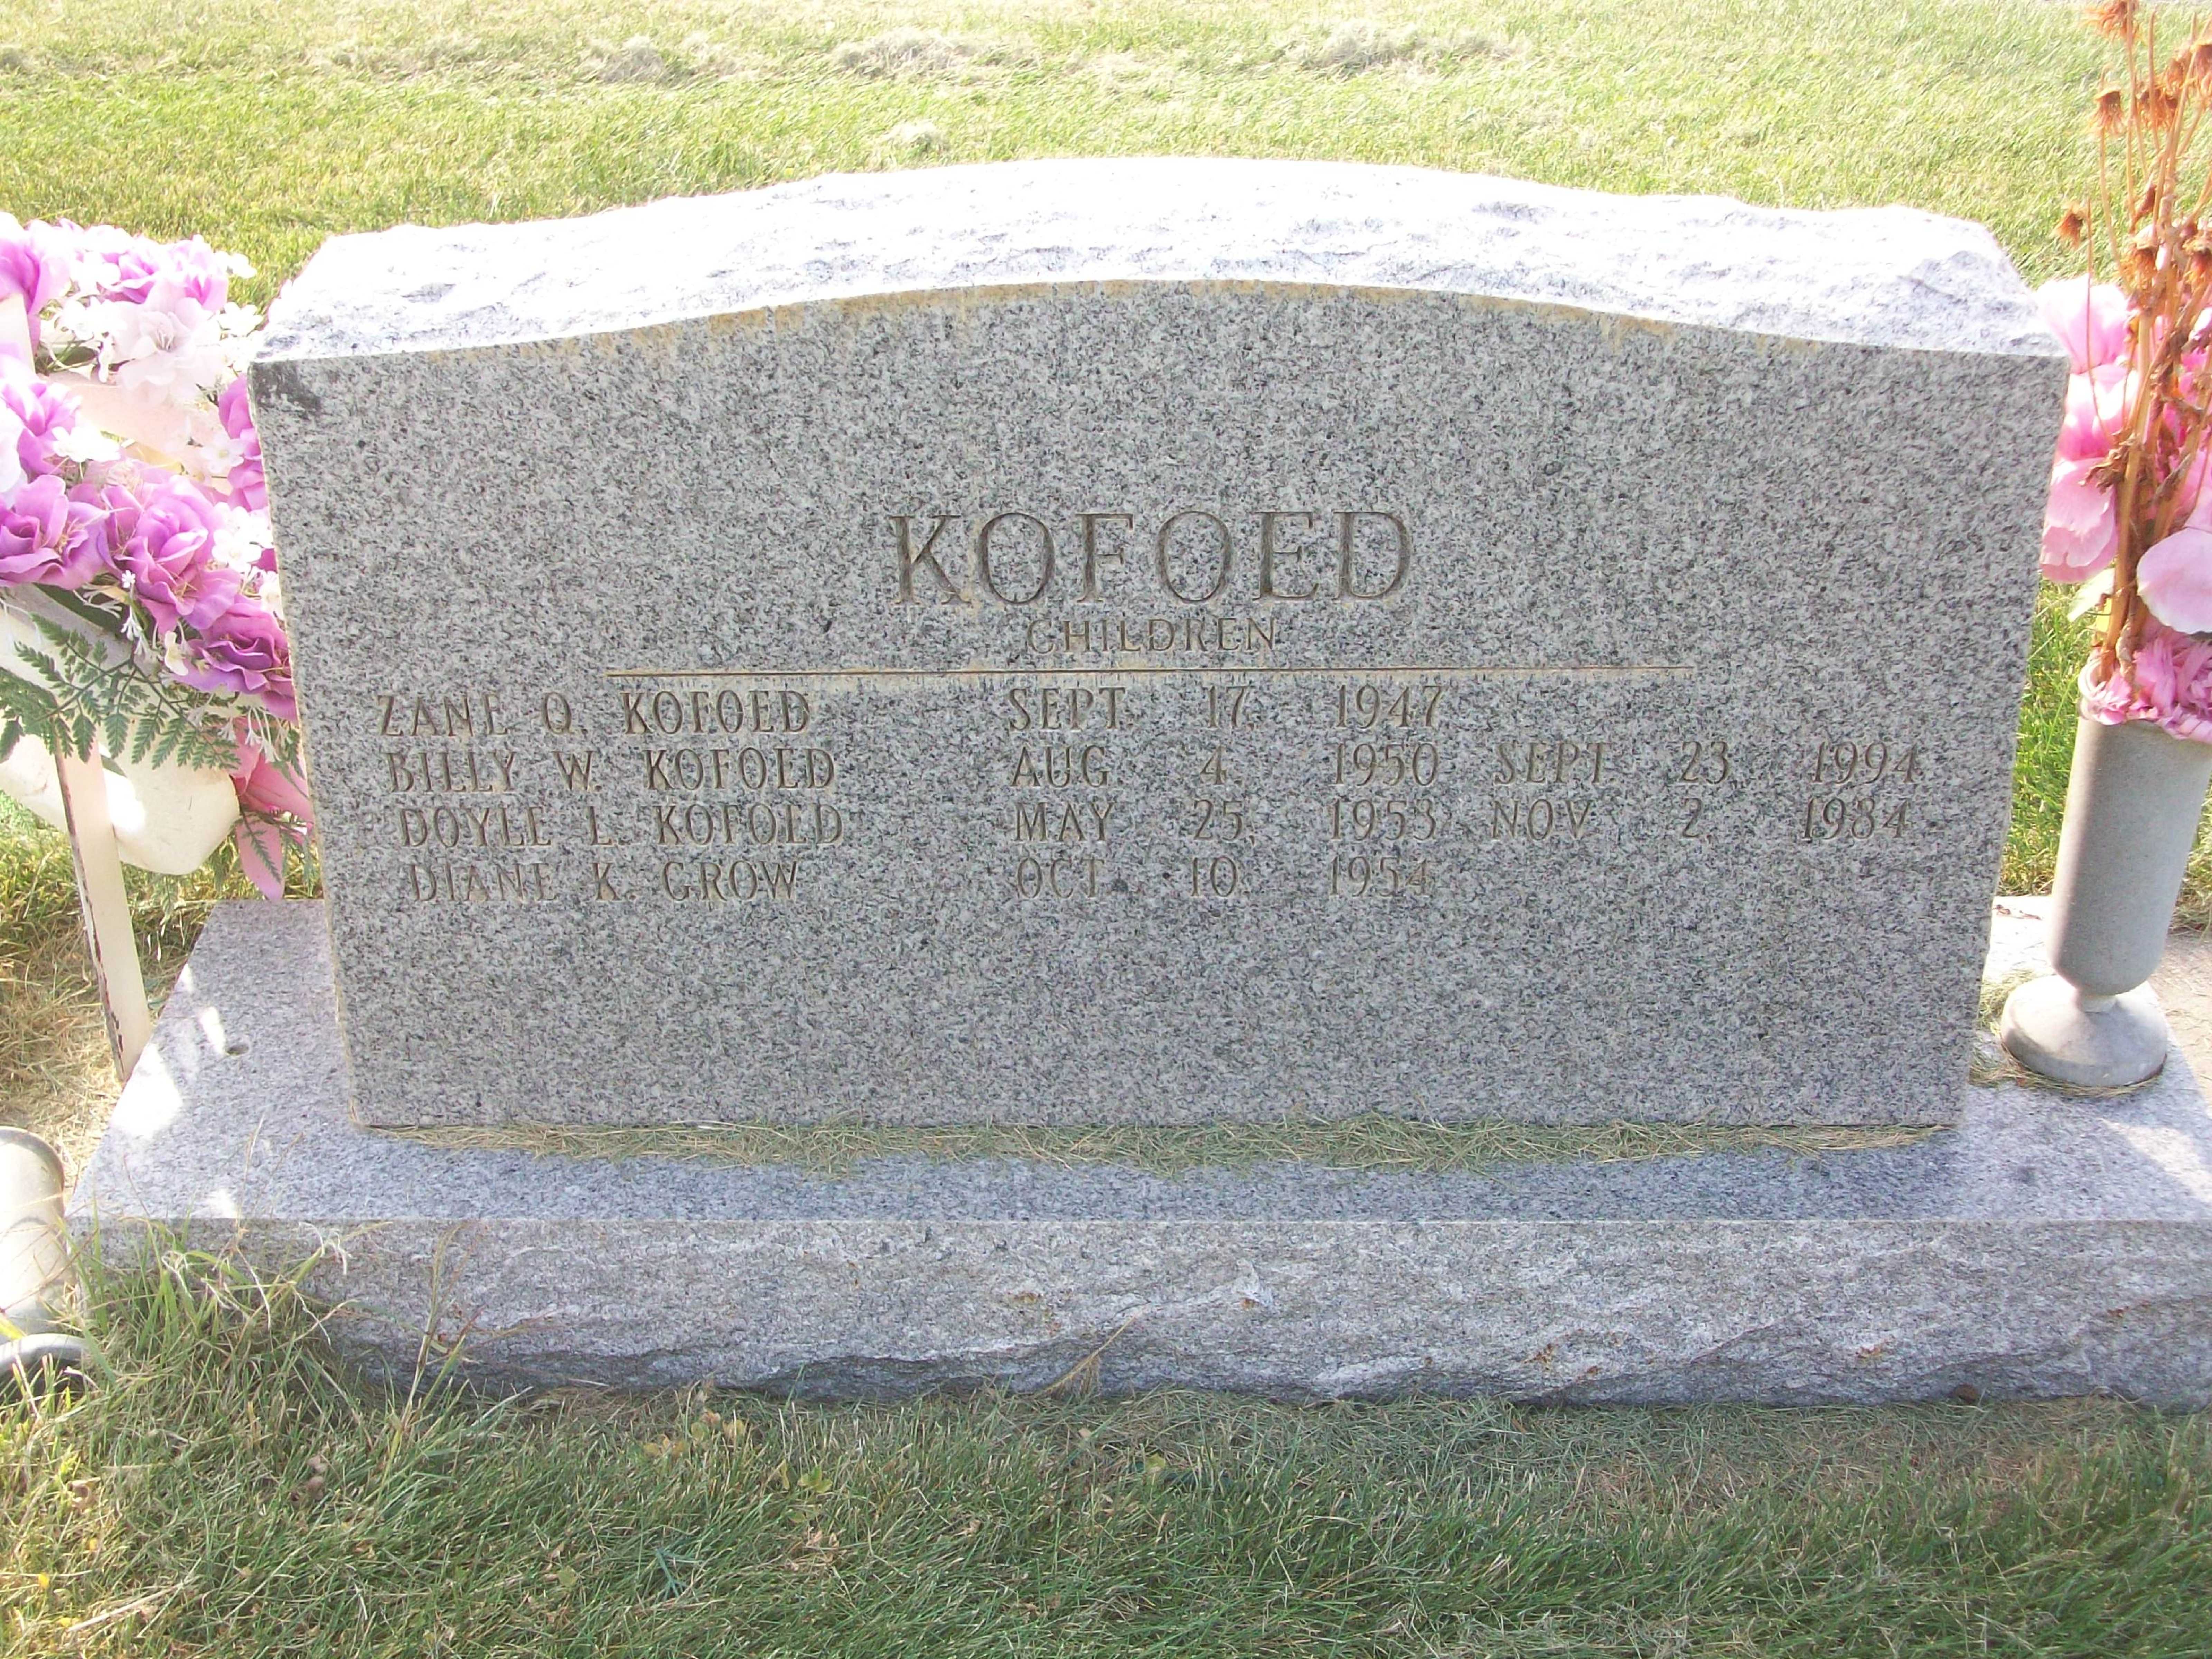 KOFOED
CHILDREN
ZANE O. KOFOED SEPT. 17, 1947
BILLY W. KOFOED AUG. 4, 1950 SEPT. 23, 1994
DOYLE L. KOFOED MAY 25, 1953 NOV. 2, 1984
DIANE K. GROW OCT. 10, 1954